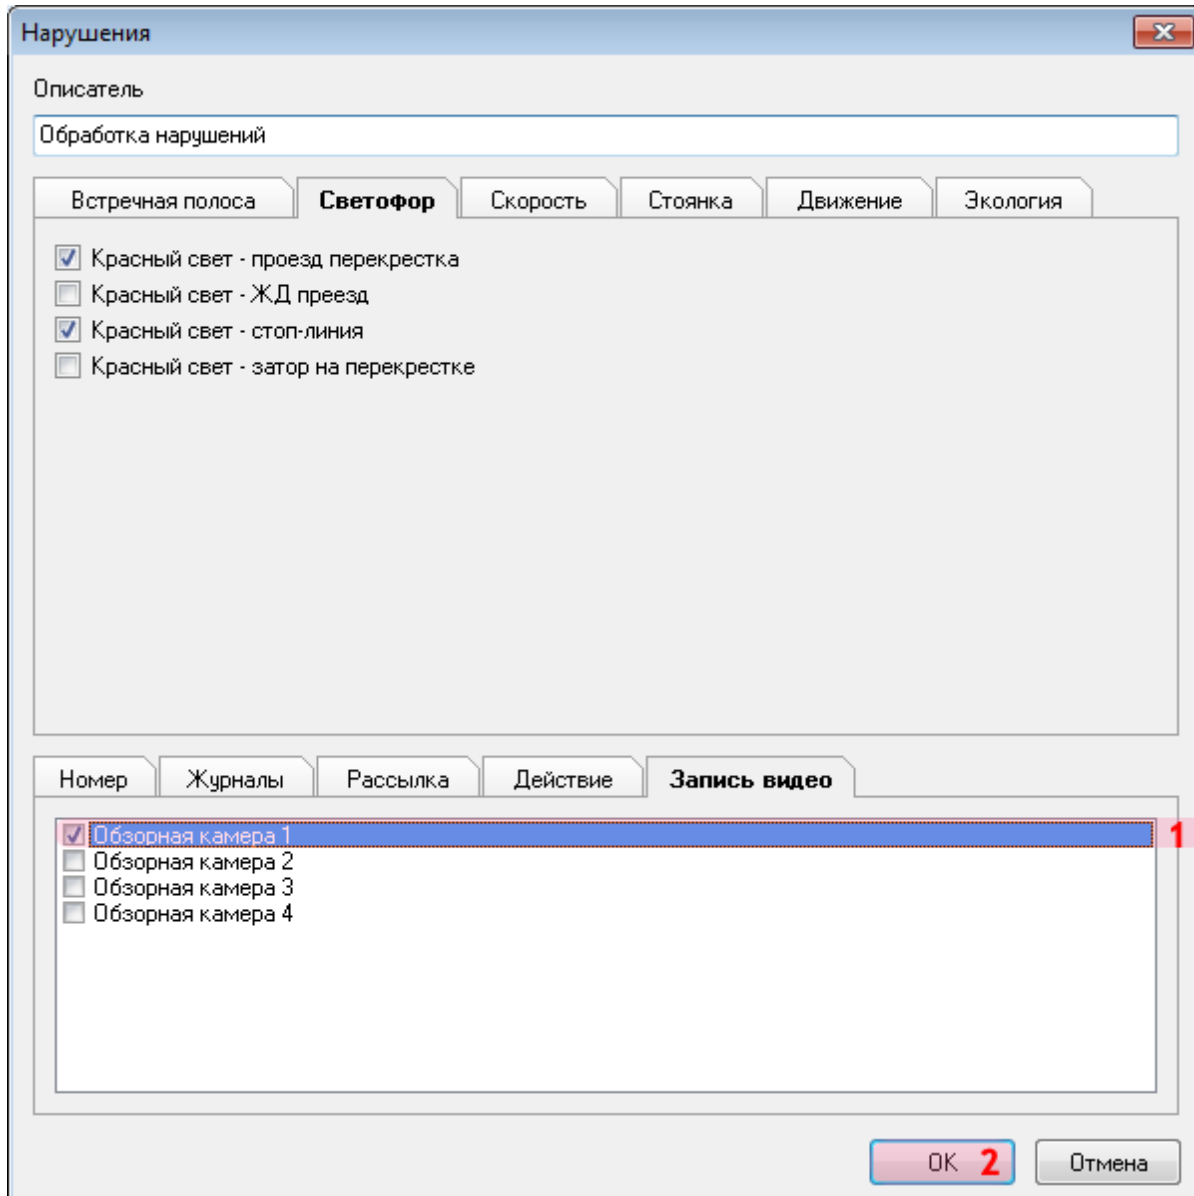 Нарушения
Описатель
Обработка нарушений
Встречная полоса Светофор Скорость Стоянка Движение Экология
Красный свет - проезд перекрестка
Красный свет - ЖД преезд
Красный свет - стоп-линия
Красный свет - затор на перекрестке
Номер Журналы Рассылка Действие Запись видео
Обзорная камера 1 1
Обзорная камера 2
Обзорная камера 3
Обзорная камера 4
OK 2 Отмена